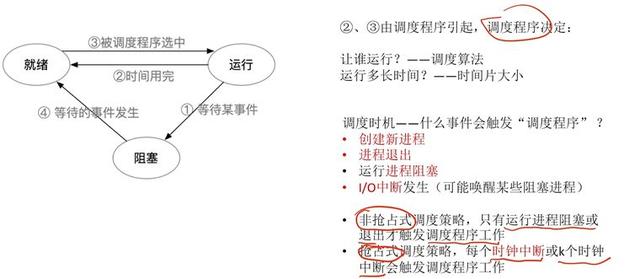 ③被调度程序选中
就绪
运行
②时间用完
④ 等待的事件发生
① 等待某事件
阻塞
②、③由调度程序引起，调度程序决定：
让谁运行？——调度算法
运行多长时间？——时间片大小
调度时机——什么事件会触发“调度程序”？
• 创建新进程
• 进程退出
• 运行进程阻塞
• I/O中断发生（可能唤醒某些阻塞进程）
• 非抢占式调度策略，只有运行进程阻塞或
退出才触发调度程序工作
• 抢占式调度策略，每个时钟中断或k个时钟
中断会触发调度程序工作